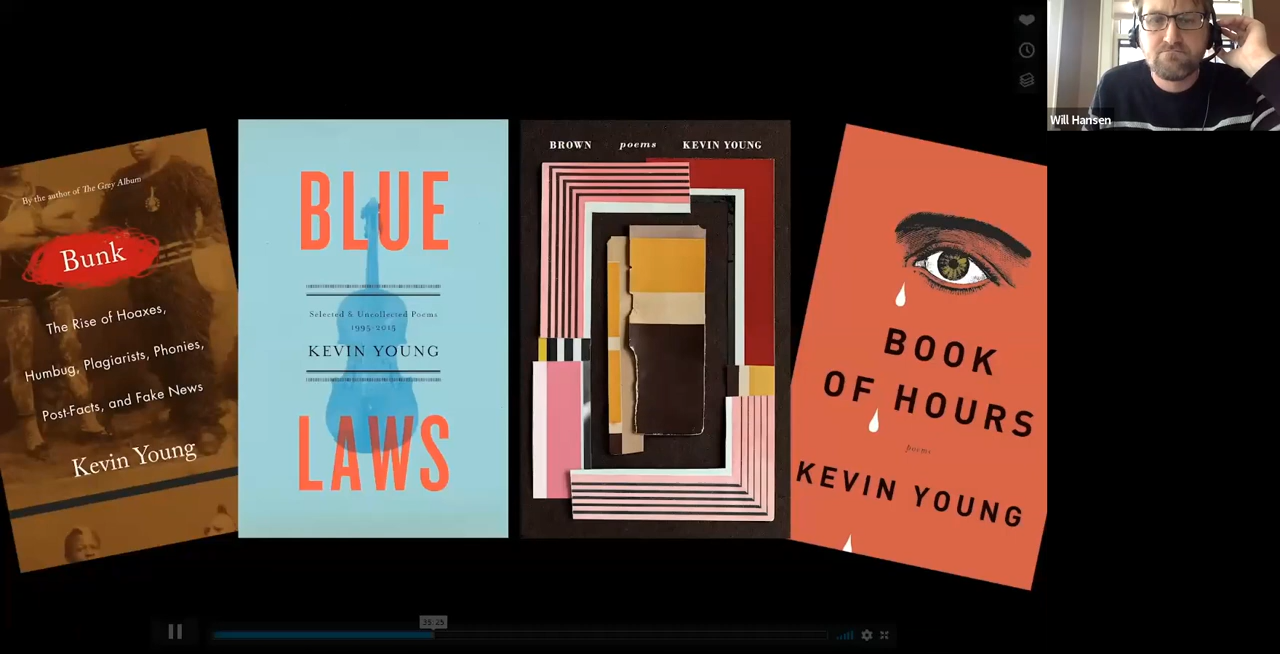 Will Hansen
By the author of The Grey Album
Bunk
The Rise of Hoaxes,
Humbug, Plagiarists, Phonies,
Post-Facts, and Fake News
Kevin Young
BLUE
Selected & Uncollected Poems
1995-2015
KEVIN YOUNG
LAWS
BROWN poems KEVIN YOUNG
BOOK
OF HOURS
poems
KEVIN YOUNG
35:25